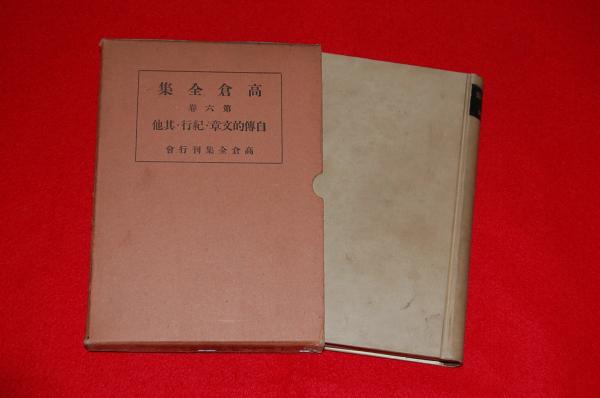 高倉全集
第六卷
自傳的文章・紀行・其他
高倉全集刊行會